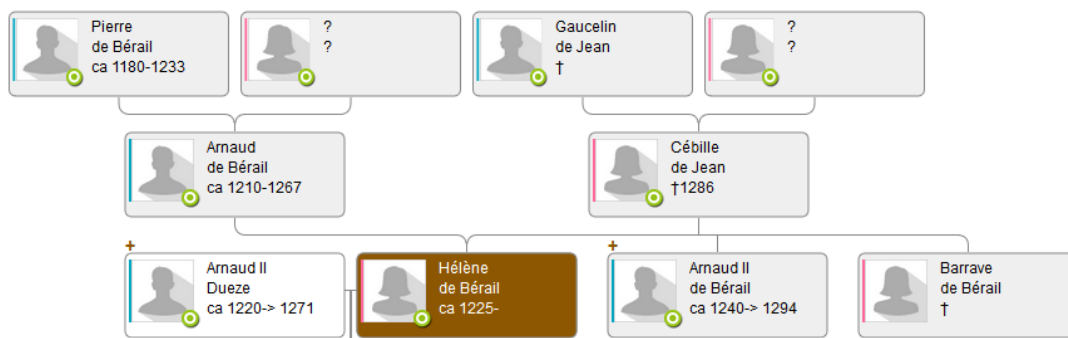 Pierre
de Bérail
ca 1180-1233
?
?
Gaucelin
de Jean
†
?
?
Arnaud
de Bérail
ca 1210-1267
Cébille
de Jean
†1286
+
Arnaud II
Dueze
ca 1220-> 1271
Hélène
de Bérail
ca 1225-
+
Arnaud II
de Bérail
ca 1240-> 1294
Barrave
de Bérail
†